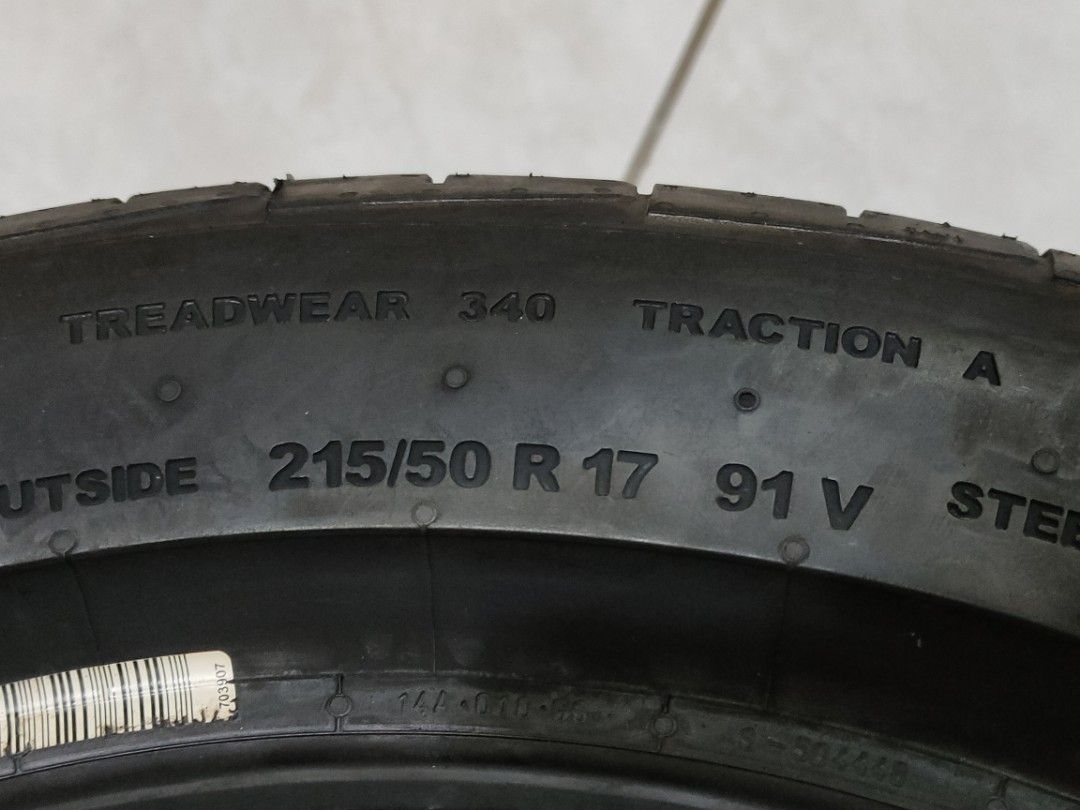 TREADWEAR 340 TRACTION A
UTSIDE 215/50 R 17 91 V STEE
703907